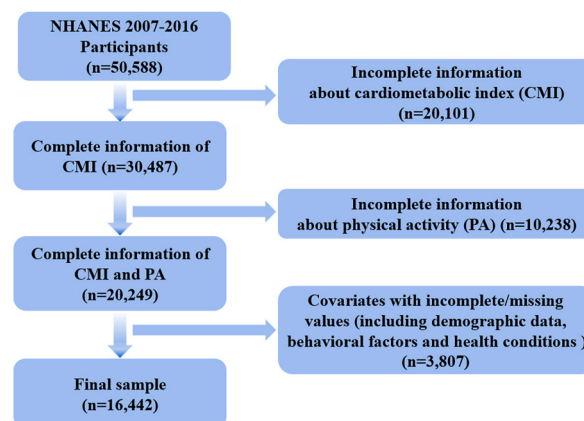 NHANES 2007-2016
Participants
(n=50,588)
Incomplete information
about cardiometabolic index (CMI)
(n=20,101)
Complete information of
CMI (n=30,487)
Incomplete information
about physical activity (PA) (n=10,238)
Complete information of
CMI and PA
(n=20,249)
Covariates with incomplete/missing
values (including demographic data,
behavioral factors and health conditions )
(n=3,807)
Final sample
(n=16,442)